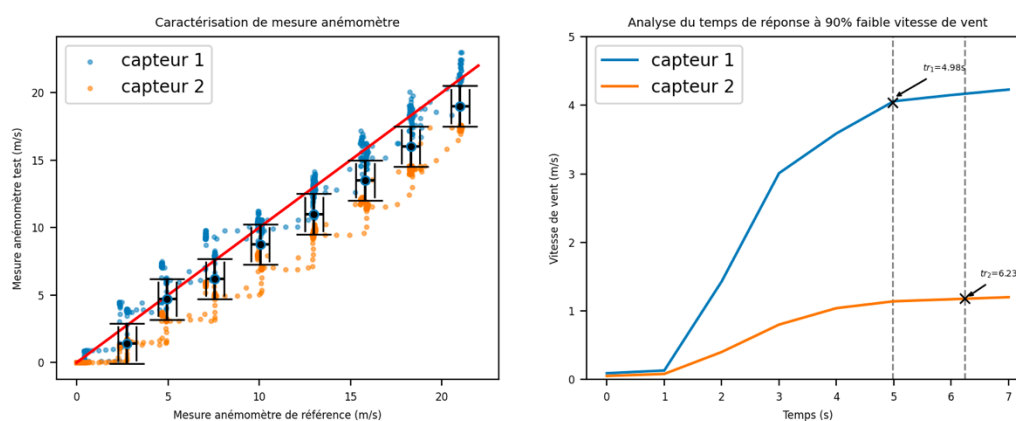 Caractérisation de mesure anémomètre
capteur 1
capteur 2
Mesure anémomètre test (m/s)
20
15
10
5
0
0 5 10 15 20
Mesure anémomètre de référence (m/s)
Analyse du temps de réponse à 90% faible vitesse de vent
capteur 1
capteur 2
tr₁=4.98s
tr₂=6.23
Vitesse de vent (m/s)
5
4
3
2
1
0
0 1 2 3 4 5 6 7
Temps (s)